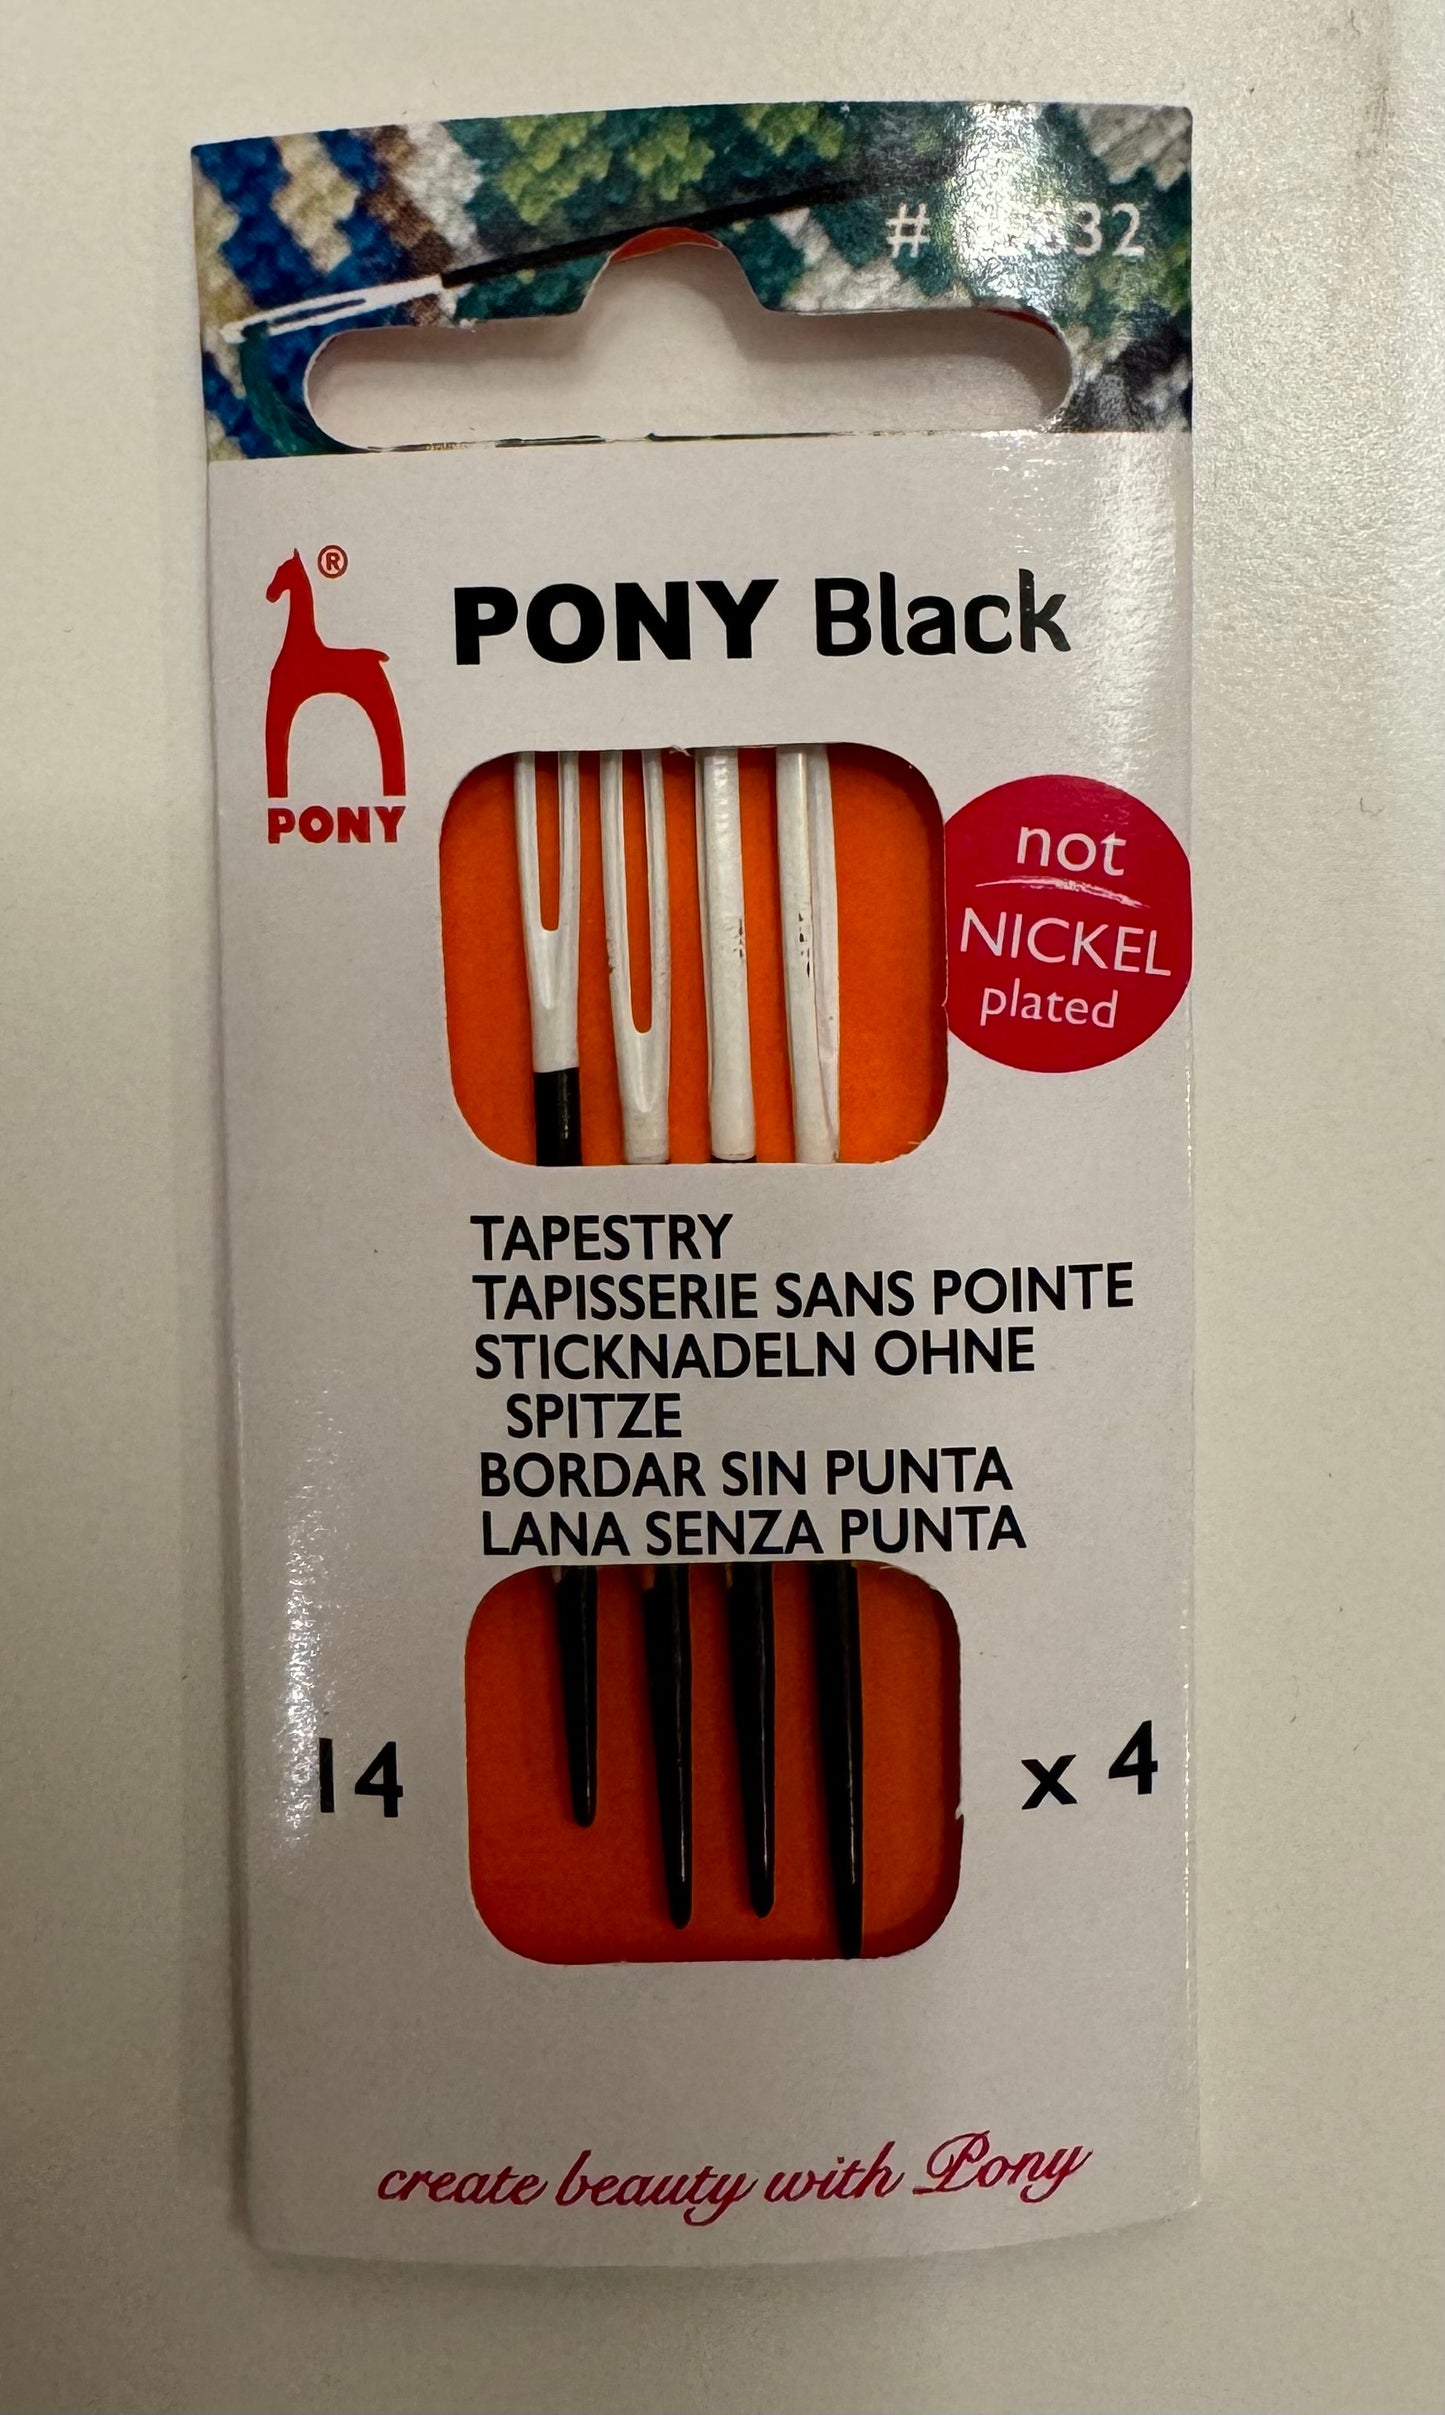 #
®
PONY Black
PONY
not
NICKEL
plated
TAPESTRY
TAPISSERIE SANS POINTE
STICKNADELN OHNE
SPITZE
BORDAR SIN PUNTA
LANA SENZA PUNTA
14 x 4
create beauty with Pony